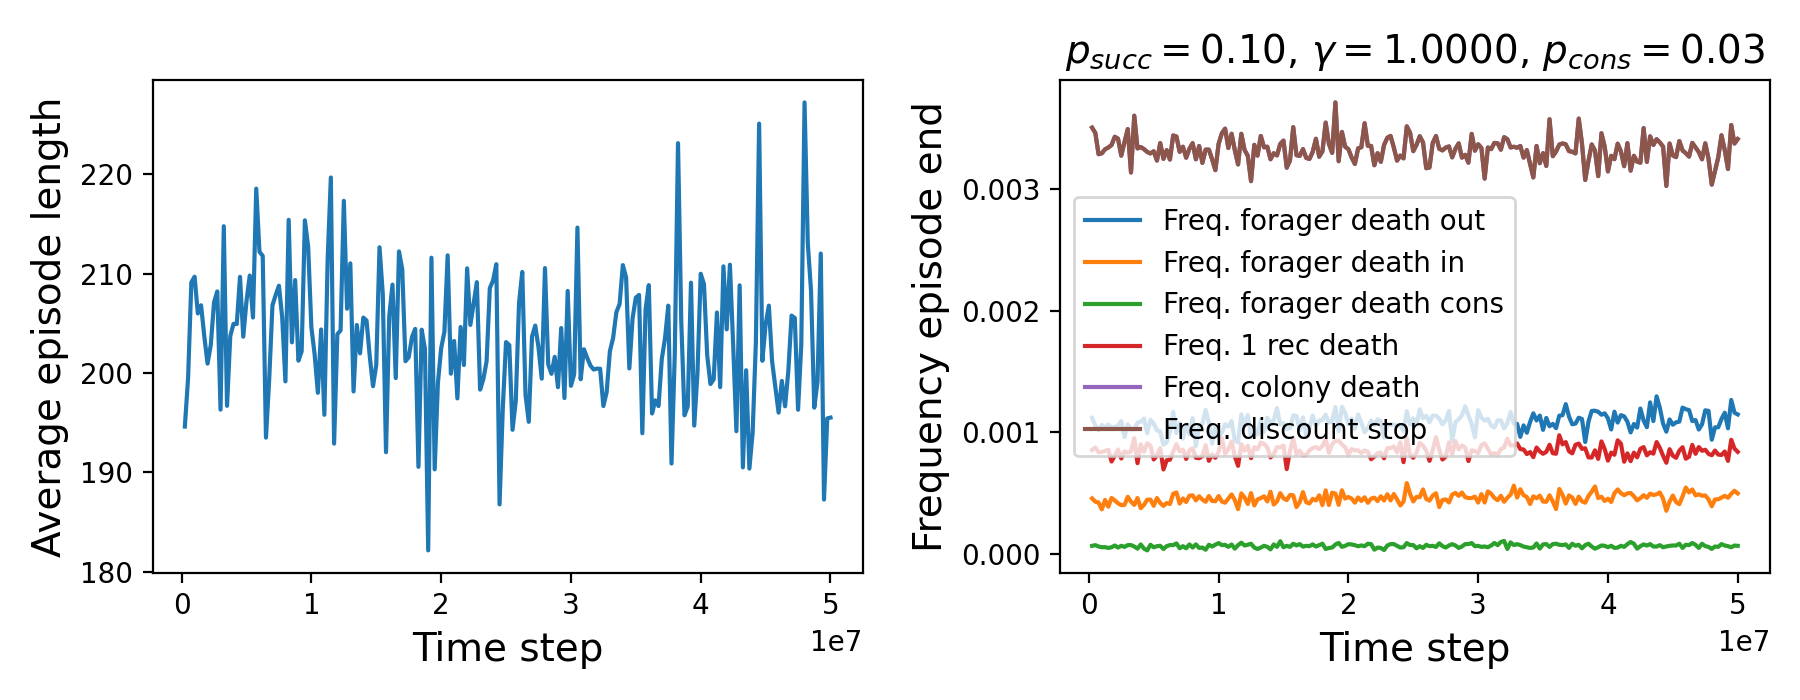 Average episode length
220
210
200
190
180
0 1 2 3 4 5
1e7
Time step
p_succ = 0.10, γ = 1.0000, p_cons = 0.03
Frequency episode end
0.003
0.002
0.001
0.000
Freq. forager death out
Freq. forager death in
Freq. forager death cons
Freq. 1 rec death
Freq. colony death
Freq. discount stop
0 1 2 3 4 5
1e7
Time step